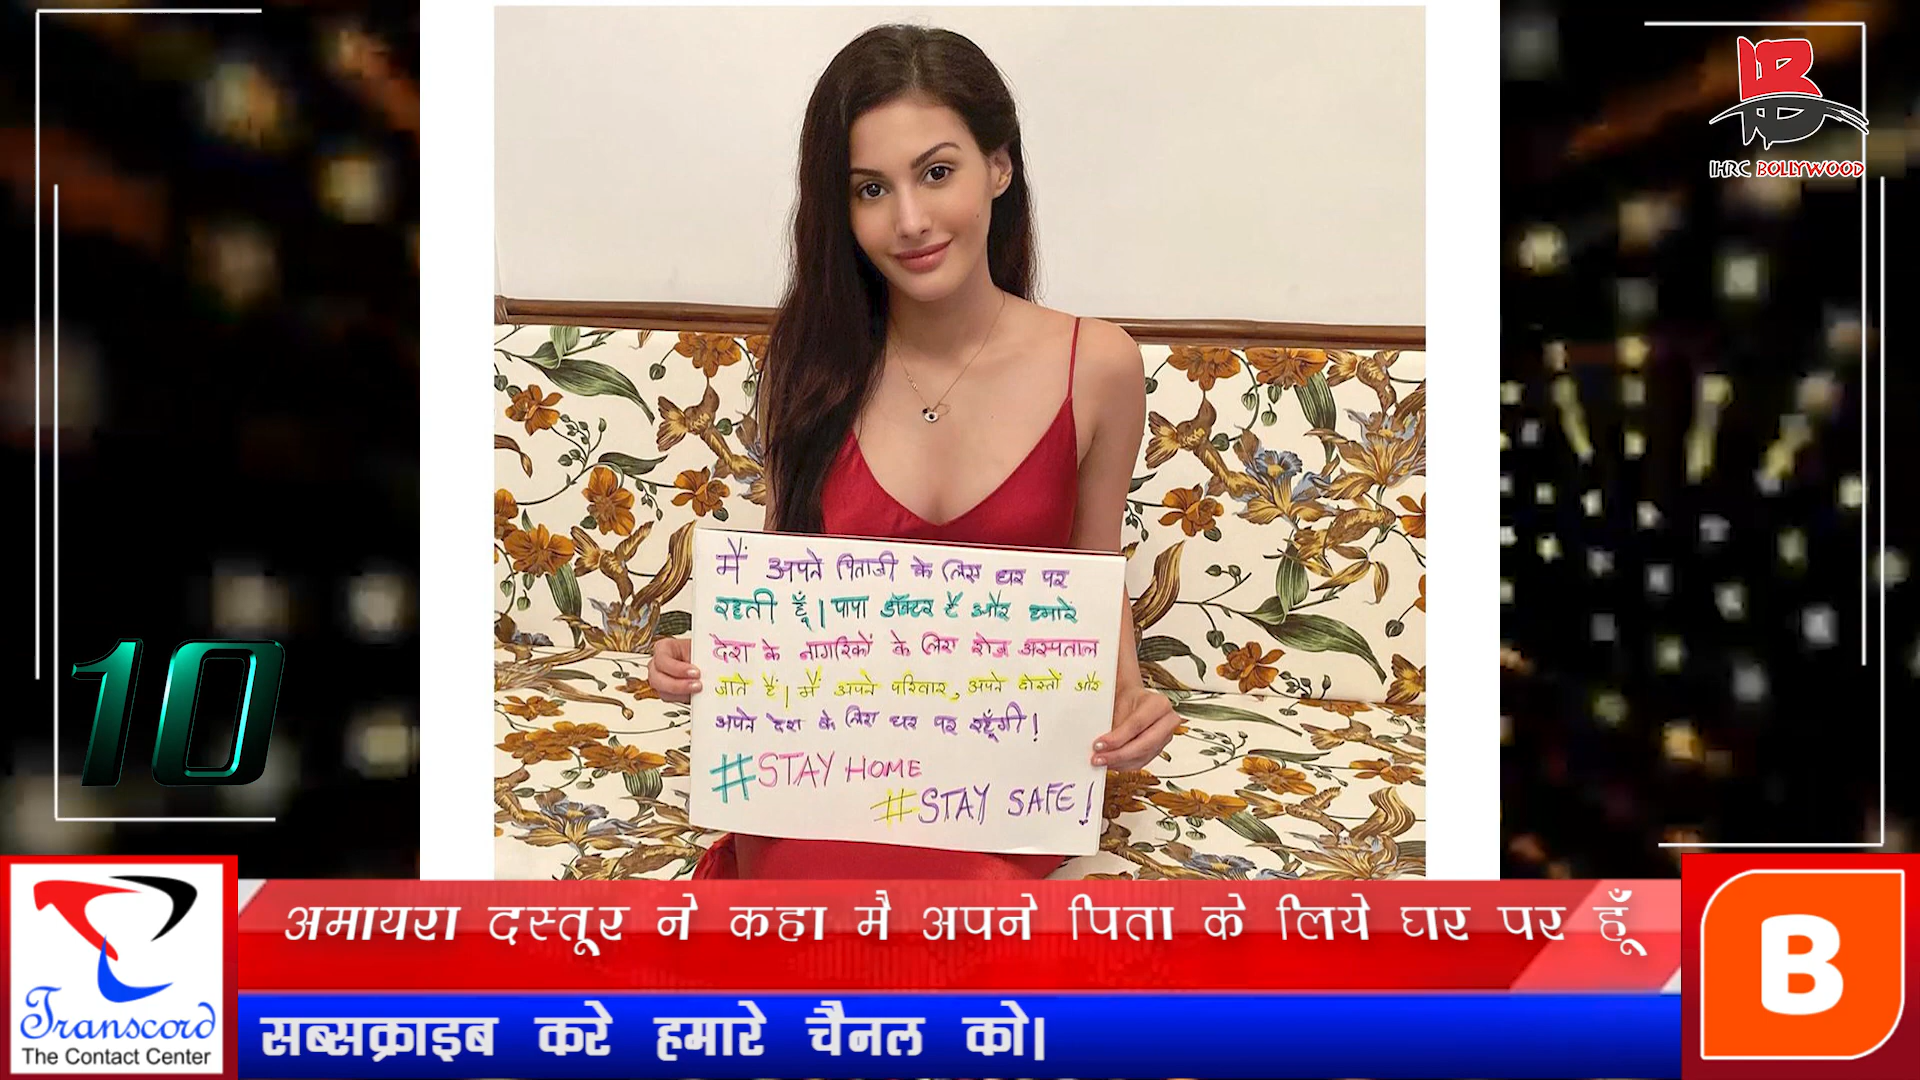 IHRC BOLLYWOOD
मैं अपने पिताजी के लिए घर पर
रहती हूँ। पापा डॉक्टर है और हमारे
देश के नागरिकों के लिए रोज़ अस्पताल
जाते हैं। मैं अपने परिवार, अपने दोस्तों और
अपने देश के लिए घर पर रहूँगी!
#STAY HOME
#STAY SAFE!
10
अमायरा दस्तूर ने कहा मै अपने पिता के लिये घर पर हूँ
सब्सक्राइब करे हमारे चैनल को।
Transcord
The Contact Center
B